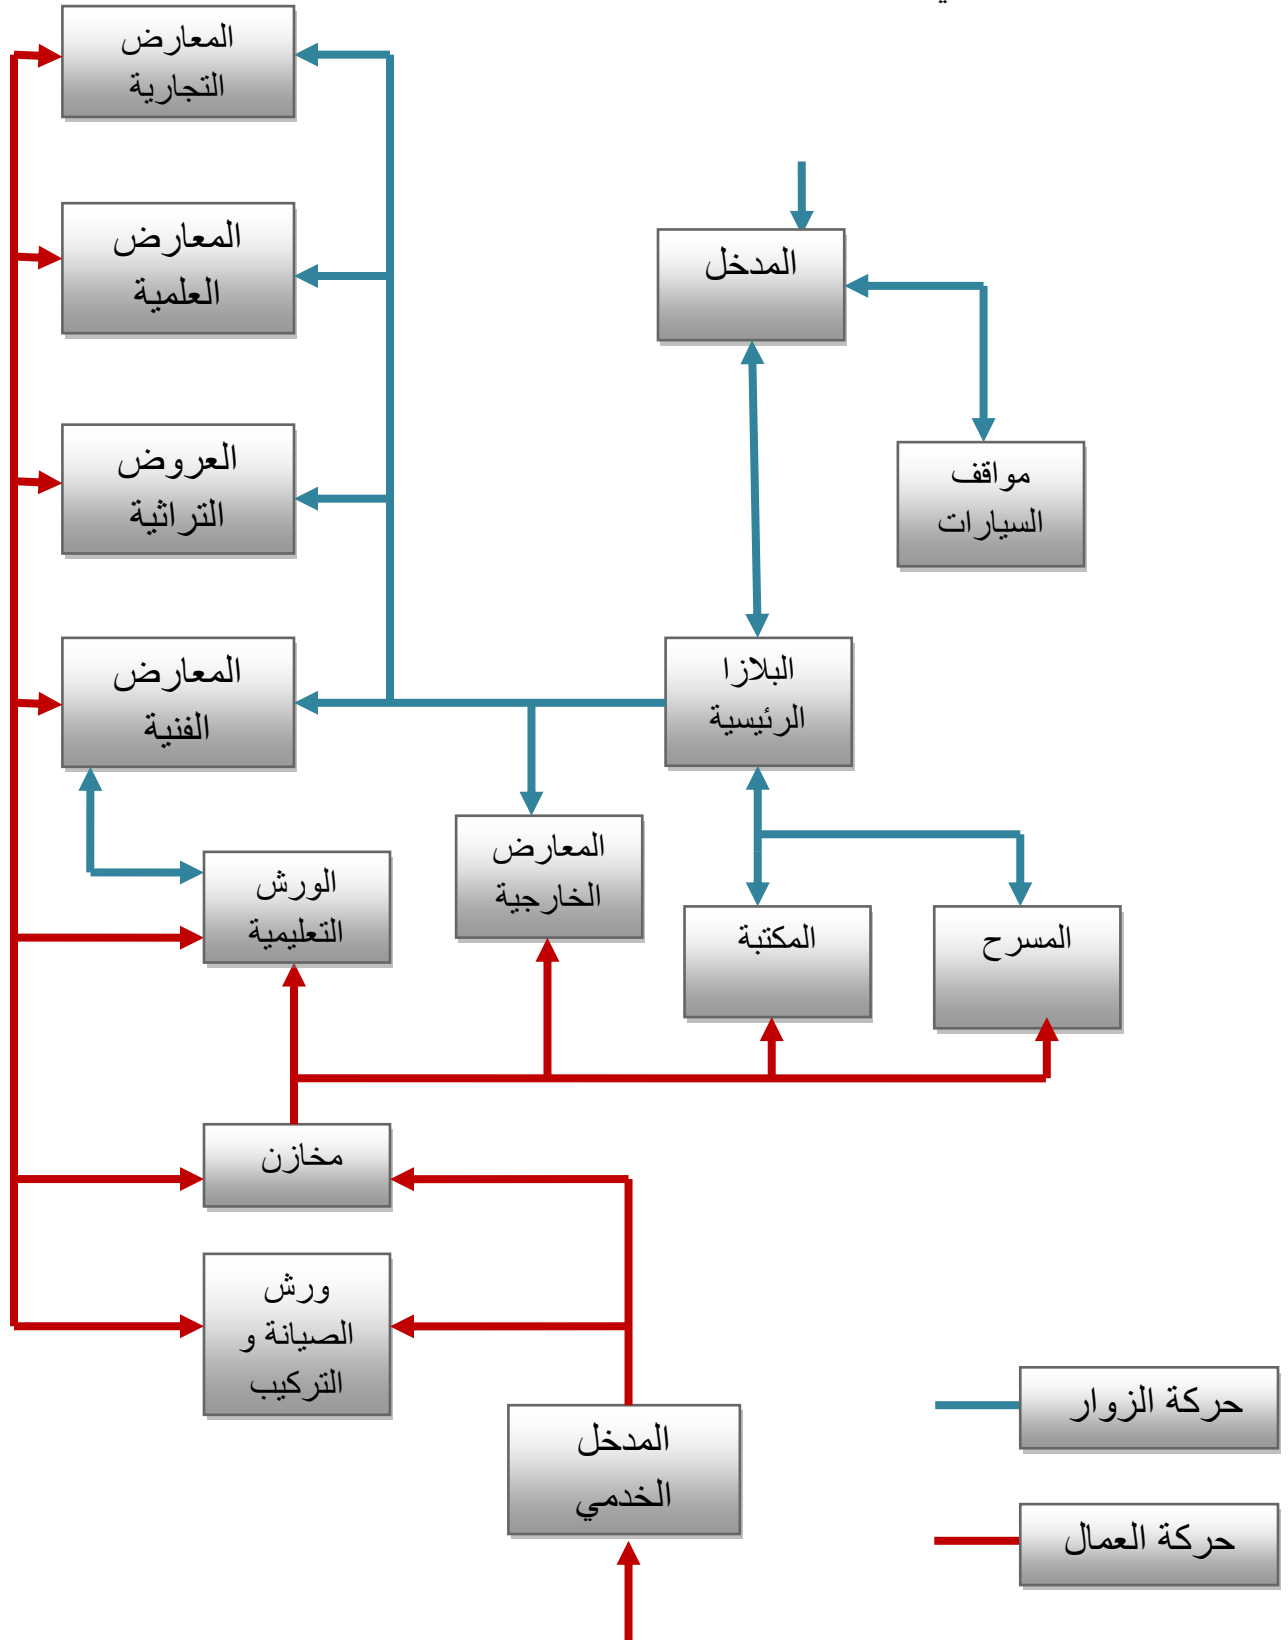 المعارض
التجارية
المدخل
المعارض
العلمية
مواقف
السيارات
العروض
التراثية
البلازا
الرئيسية
المعارض
الفنية
المعارض
الخارجية
الورش
التعليمية
المسرح
المكتبة
مخازن
ورش
الصيانة و
التركيب
المدخل
الخدمي
حركة الزوار
حركة العمال